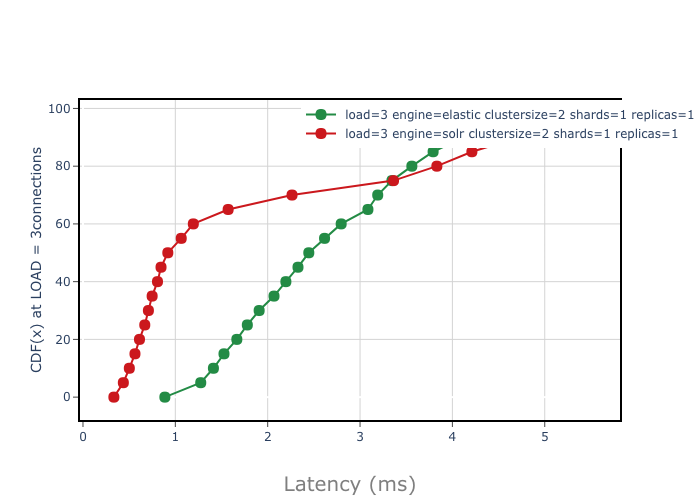 load=3 engine=elastic clustersize=2 shards=1 replicas=1
load=3 engine=solr clustersize=2 shards=1 replicas=1
100
80
60
40
20
0
CDF(x) at LOAD = 3connections
0 1 2 3 4 5
Latency (ms)